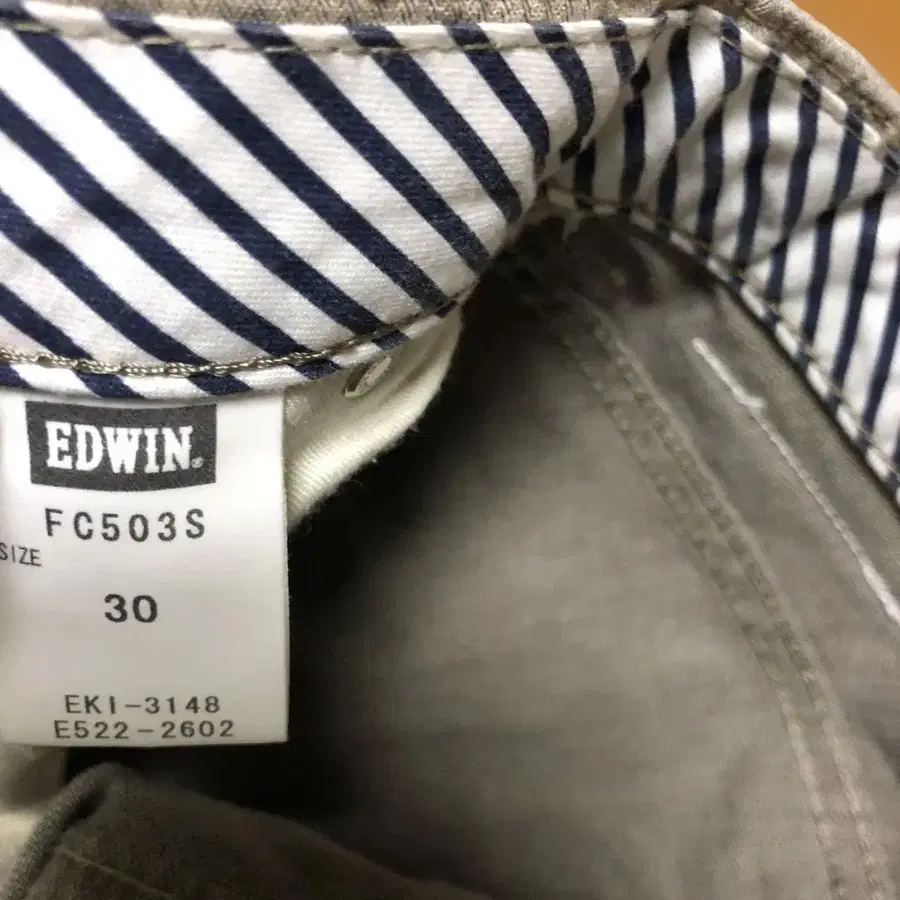 EDWIN®
FC503S
SIZE
30
EKI-3148
E522-2602